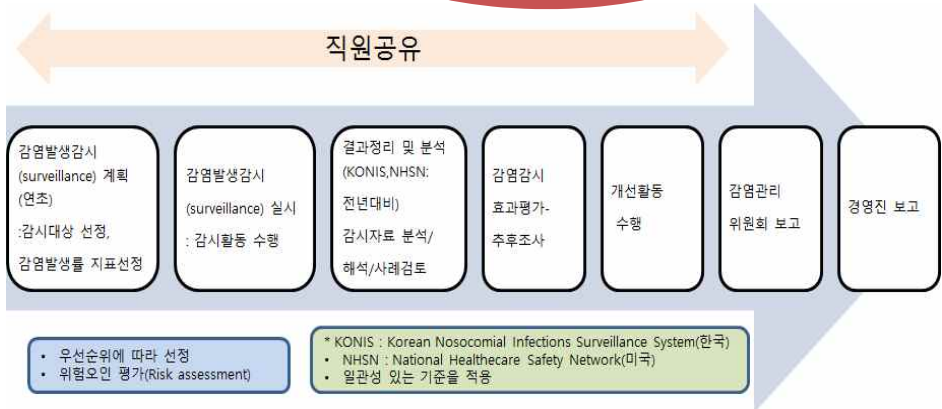 직원공유
감염발생감시
(surveillance) 계획
(연초)
:감시대상 선정,
감염발생률 지표선정
감염발생감시
(surveillance) 실시
: 감시활동 수행
결과정리 및 분석
(KONIS,NHSN:
전년대비)
감시자료 분석/
해석/사례검토
감염감시
효과평가-
추후조사
개선활동
수행
감염관리
위원회 보고
경영진 보고
• 우선순위에 따라 선정
• 위험오인 평가(Risk assessment)
* KONIS : Korean Nosocomial Infections Surveillance System(한국)
• NHSN : National Healthcare Safety Network(미국)
• 일관성 있는 기준을 적용